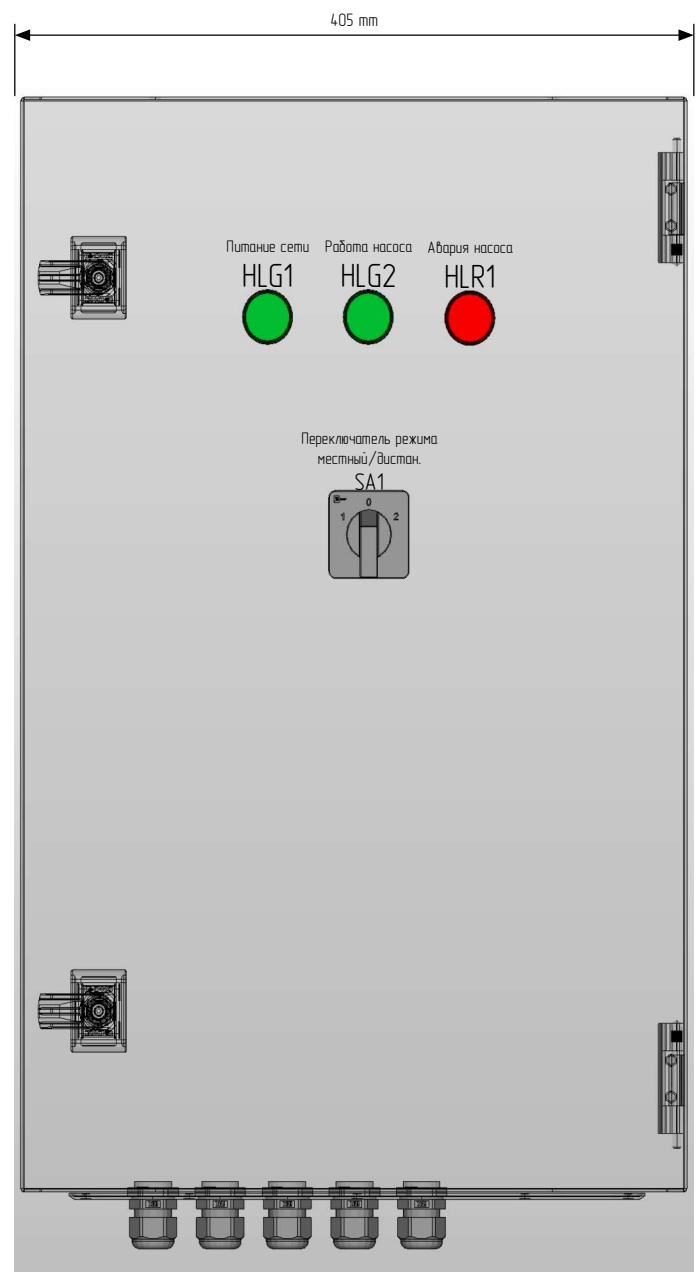 405 mm
Питание сети Работа насоса Авария насоса
HLG1 HLG2 HLR1
Переключатель режима
местный/дистан.
SA1
0
1 2